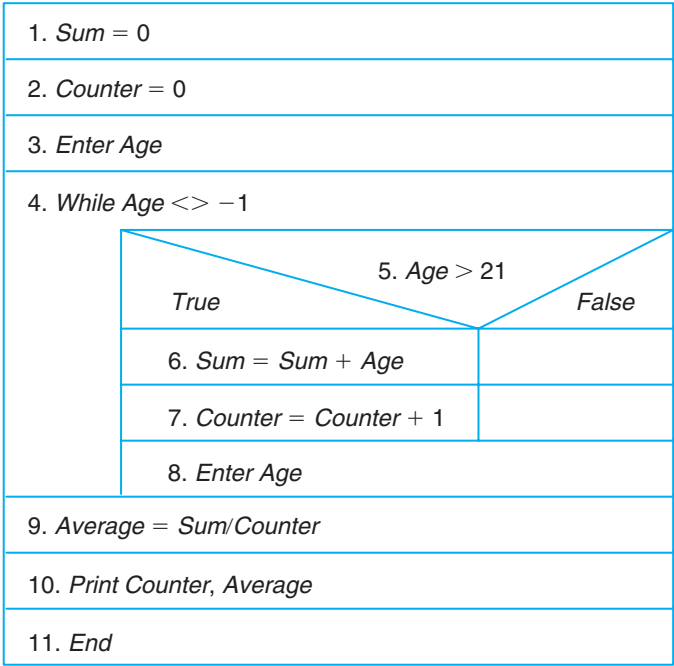 1. Sum = 0
2. Counter = 0
3. Enter Age
4. While Age <> −1
5. Age > 21
True
False
6. Sum = Sum + Age
7. Counter = Counter + 1
8. Enter Age
9. Average = Sum/Counter
10. Print Counter, Average
11. End